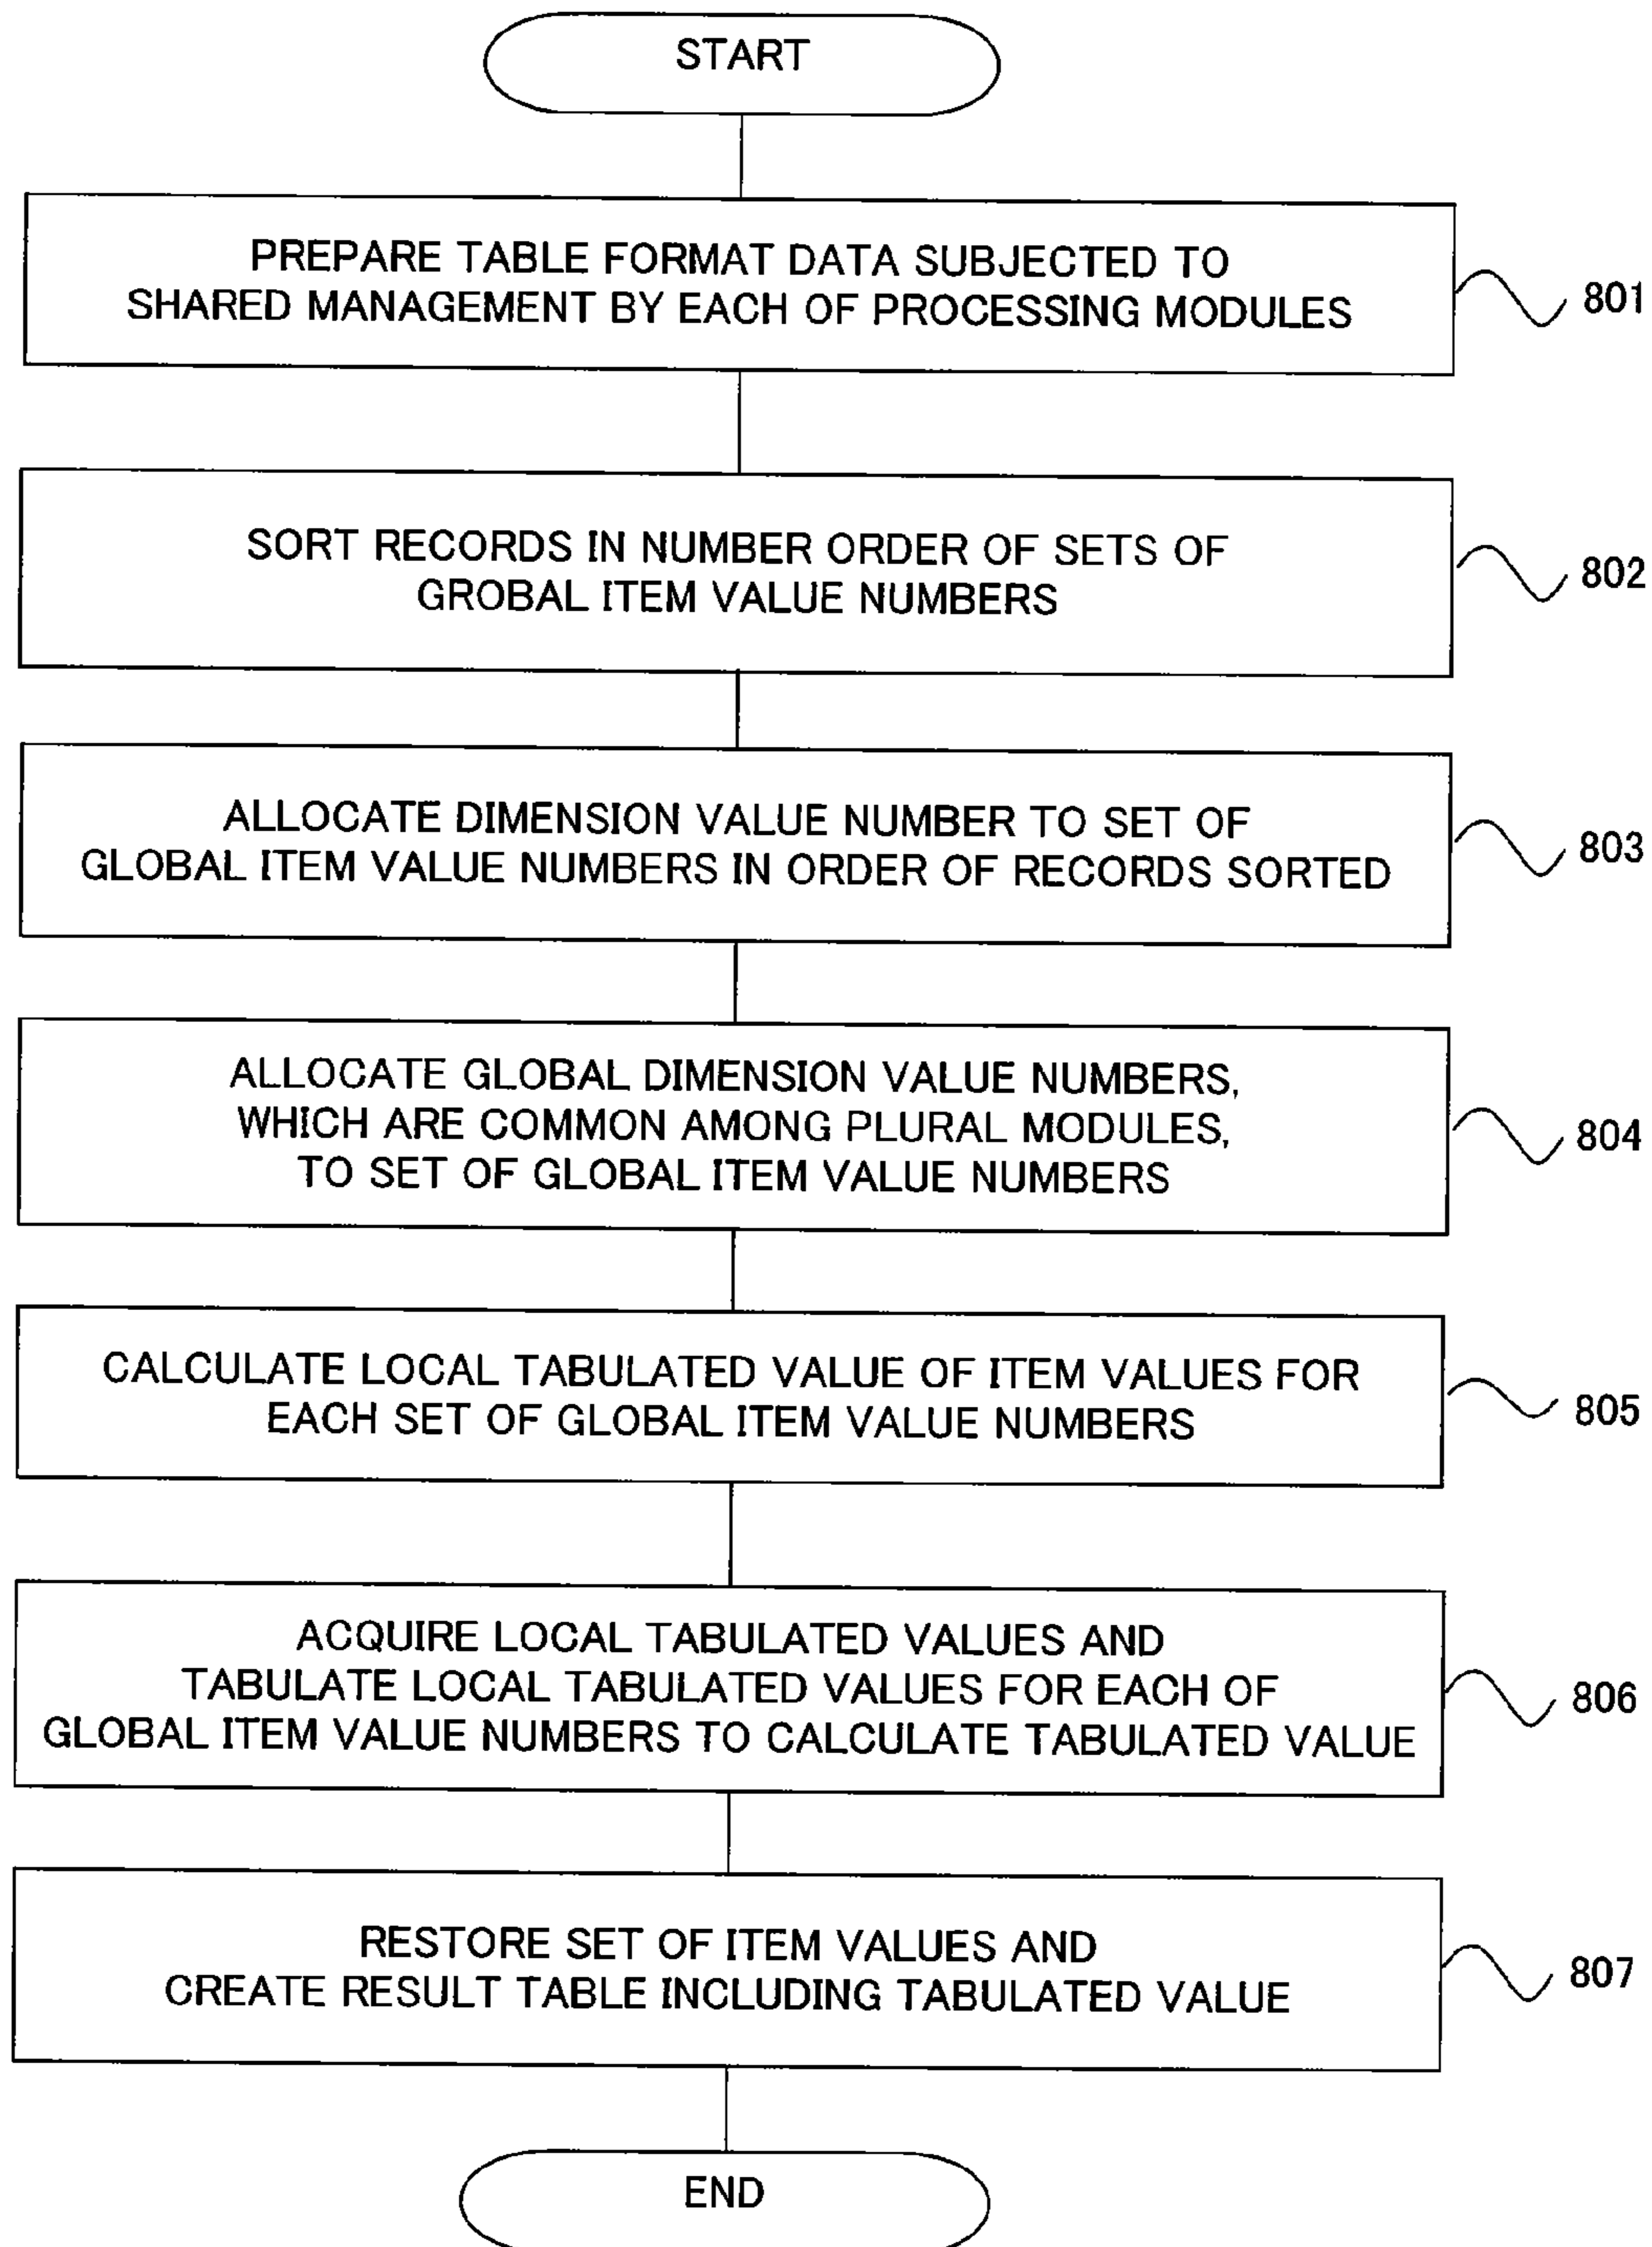 START
PREPARE TABLE FORMAT DATA SUBJECTED TO
SHARED MANAGEMENT BY EACH OF PROCESSING MODULES
801
SORT RECORDS IN NUMBER ORDER OF SETS OF
GROBAL ITEM VALUE NUMBERS
802
ALLOCATE DIMENSION VALUE NUMBER TO SET OF
GLOBAL ITEM VALUE NUMBERS IN ORDER OF RECORDS SORTED
803
ALLOCATE GLOBAL DIMENSION VALUE NUMBERS,
WHICH ARE COMMON AMONG PLURAL MODULES,
TO SET OF GLOBAL ITEM VALUE NUMBERS
804
CALCULATE LOCAL TABULATED VALUE OF ITEM VALUES FOR
EACH SET OF GLOBAL ITEM VALUE NUMBERS
805
ACQUIRE LOCAL TABULATED VALUES AND
TABULATE LOCAL TABULATED VALUES FOR EACH OF
GLOBAL ITEM VALUE NUMBERS TO CALCULATE TABULATED VALUE
806
RESTORE SET OF ITEM VALUES AND
CREATE RESULT TABLE INCLUDING TABULATED VALUE
807
END